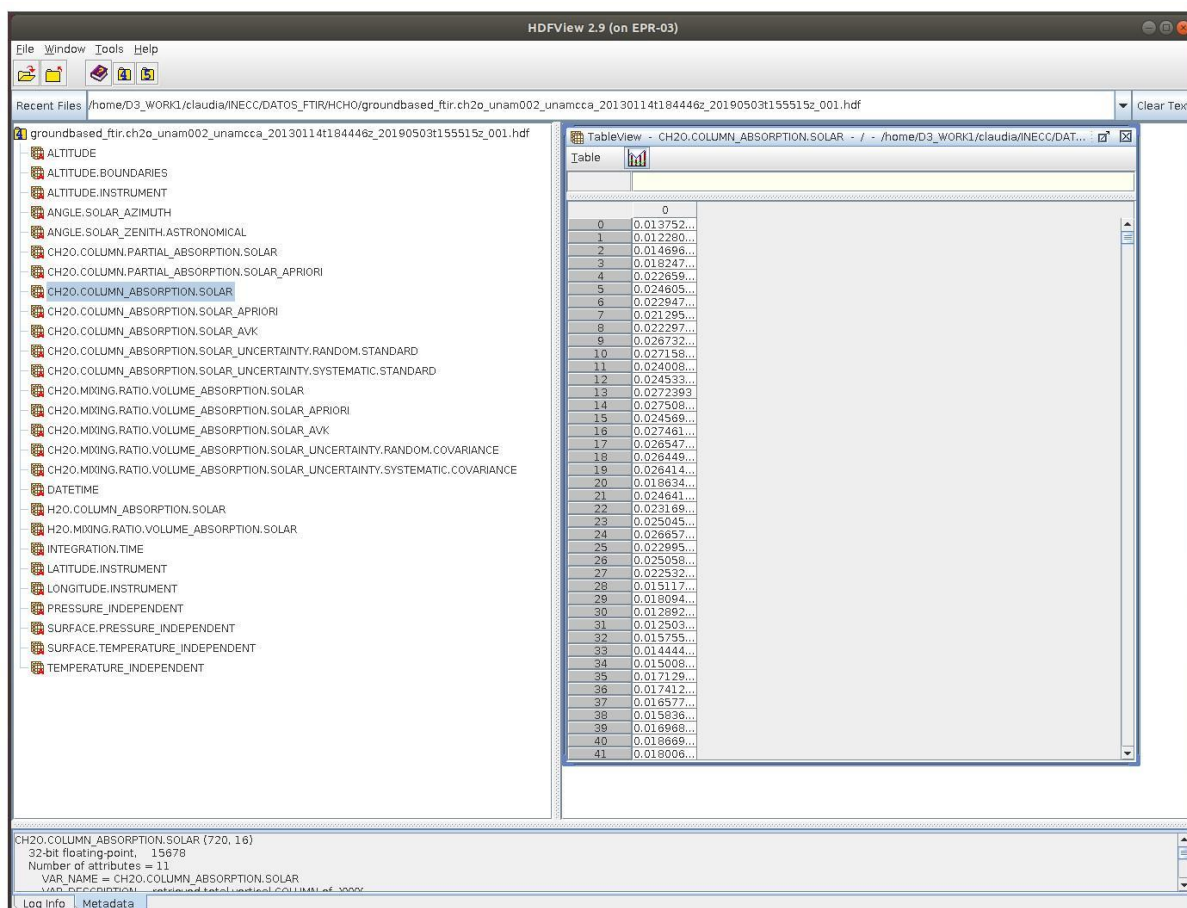 HDFView 2.9 (on EPR-03)
File Window Tools Help
Recent Files /home/D3_WORK1/claudia/INECC/DATOS_FTIR/HCHO/groundbased_ftir.ch2o_unam002_unamcca_20130114t184446z_20190503t155515z_001.hdf Clear Tex
groundbased_ftir.ch2o_unam002_unamcca_20130114t184446z_20190503t155515z_001.hdf
ALTITUDE
ALTITUDE.BOUNDARIES
ALTITUDE.INSTRUMENT
ANGLE.SOLAR_AZIMUTH
ANGLE.SOLAR_ZENITH.ASTRONOMICAL
CH2O.COLUMN.PARTIAL_ABSORPTION.SOLAR
CH2O.COLUMN.PARTIAL_ABSORPTION.SOLAR_APRIORI
CH2O.COLUMN_ABSORPTION.SOLAR
CH2O.COLUMN_ABSORPTION.SOLAR_APRIORI
CH2O.COLUMN_ABSORPTION.SOLAR_AVK
CH2O.COLUMN_ABSORPTION.SOLAR_UNCERTAINTY.RANDOM.STANDARD
CH2O.COLUMN_ABSORPTION.SOLAR_UNCERTAINTY.SYSTEMATIC.STANDARD
CH2O.MIXING.RATIO.VOLUME_ABSORPTION.SOLAR
CH2O.MIXING.RATIO.VOLUME_ABSORPTION.SOLAR_APRIORI
CH2O.MIXING.RATIO.VOLUME_ABSORPTION.SOLAR_AVK
CH2O.MIXING.RATIO.VOLUME_ABSORPTION.SOLAR_UNCERTAINTY.RANDOM.COVARIANCE
CH2O.MIXING.RATIO.VOLUME_ABSORPTION.SOLAR_UNCERTAINTY.SYSTEMATIC.COVARIANCE
DATETIME
H2O.COLUMN_ABSORPTION.SOLAR
H2O.MIXING.RATIO.VOLUME_ABSORPTION.SOLAR
INTEGRATION.TIME
LATITUDE.INSTRUMENT
LONGITUDE.INSTRUMENT
PRESSURE_INDEPENDENT
SURFACE.PRESSURE_INDEPENDENT
SURFACE.TEMPERATURE_INDEPENDENT
TEMPERATURE_INDEPENDENT
TableView - CH2O.COLUMN_ABSORPTION.SOLAR - / - /home/D3_WORK1/claudia/INECC/DAT...
Table
0
0 0.013752...
1 0.012280...
2 0.014696...
3 0.018247...
4 0.022659...
5 0.024605...
6 0.022947...
7 0.021295...
8 0.022297...
9 0.026732...
10 0.027158...
11 0.024008...
12 0.024533...
13 0.0272393
14 0.027508...
15 0.024569...
16 0.027461...
17 0.026547...
18 0.026449...
19 0.026414...
20 0.018634...
21 0.024641...
22 0.023169...
23 0.025045...
24 0.026657...
25 0.022995...
26 0.025058...
27 0.022532...
28 0.015117...
29 0.018094...
30 0.012892...
31 0.012503...
32 0.015755...
33 0.014444...
34 0.015008...
35 0.017129...
36 0.017412...
37 0.016577...
38 0.015836...
39 0.016968...
40 0.018669...
41 0.018006...
CH2O.COLUMN_ABSORPTION.SOLAR (720, 16)
32-bit floating-point, 15678
Number of attributes = 11
VAR_NAME = CH2O.COLUMN_ABSORPTION.SOLAR
Log Info Metadata